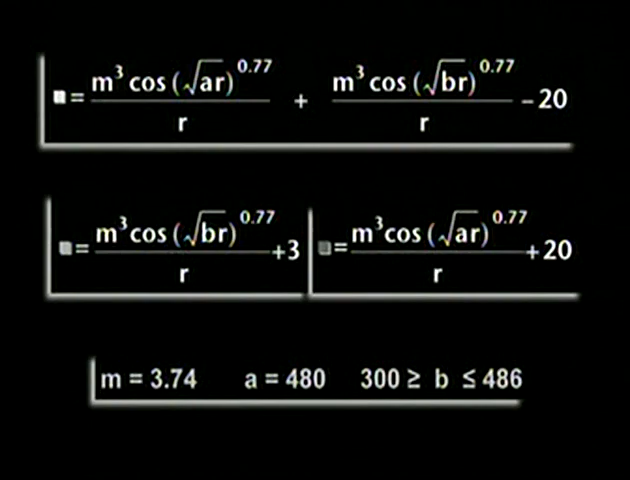 ■ = m³ cos (√ar)^0.77 / r + m³ cos (√br)^0.77 / r − 20
■ = m³ cos (√br)^0.77 / r + 3 □ = m³ cos (√ar)^0.77 / r + 20
m = 3.74 a = 480 300 ≥ b ≤ 486